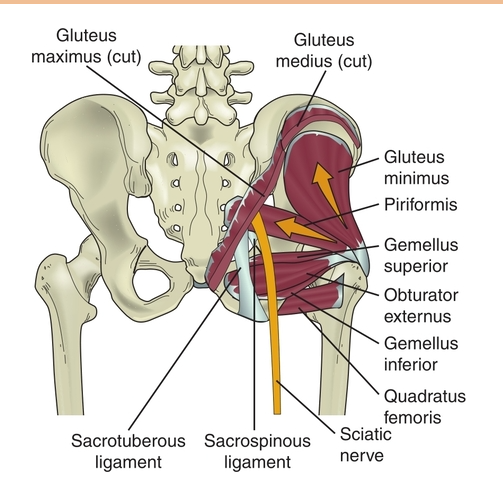 Gluteus
maximus (cut)
Gluteus
medius (cut)
Gluteus
minimus
Piriformis
Gemellus
superior
Obturator
externus
Gemellus
inferior
Quadratus
femoris
Sacrotuberous
ligament
Sacrospinous
ligament
Sciatic
nerve